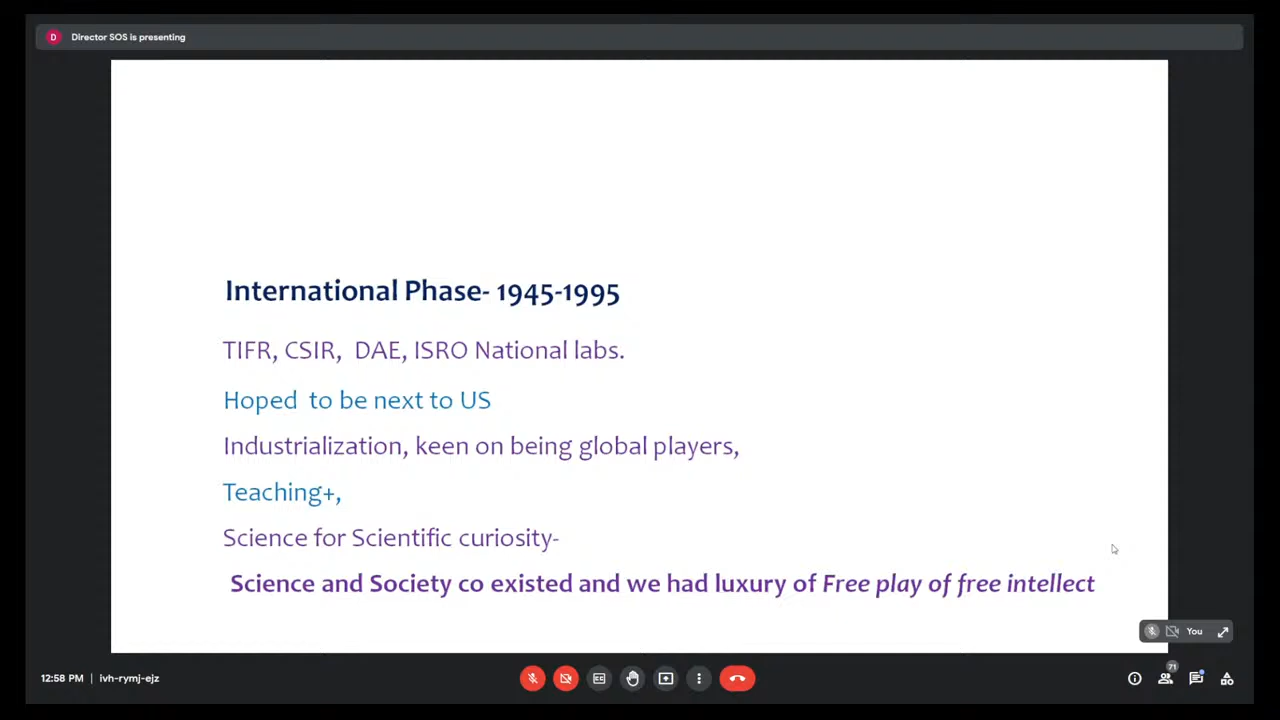 D Director SOS is presenting
International Phase- 1945-1995
TIFR, CSIR, DAE, ISRO National labs.
Hoped to be next to US
Industrialization, keen on being global players,
Teaching+,
Science for Scientific curiosity-
Science and Society co existed and we had luxury of Free play of free intellect
You
12:58 PM | ivh-rymj-ejz
CC
71